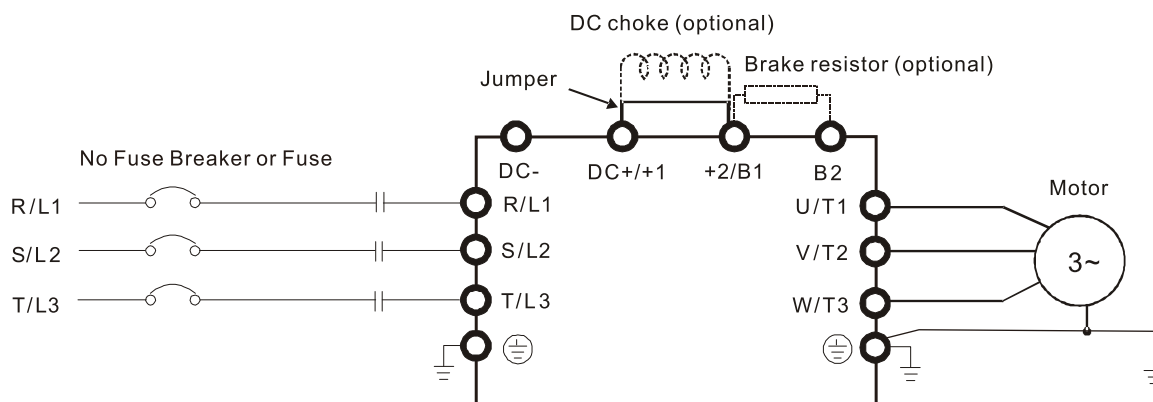 DC choke (optional)
Brake resistor (optional)
Jumper
No Fuse Breaker or Fuse
DC-
DC+/+1
+2/B1
B2
Motor
R/L1
R/L1
U/T1
S/L2
S/L2
V/T2
3~
T/L3
T/L3
W/T3